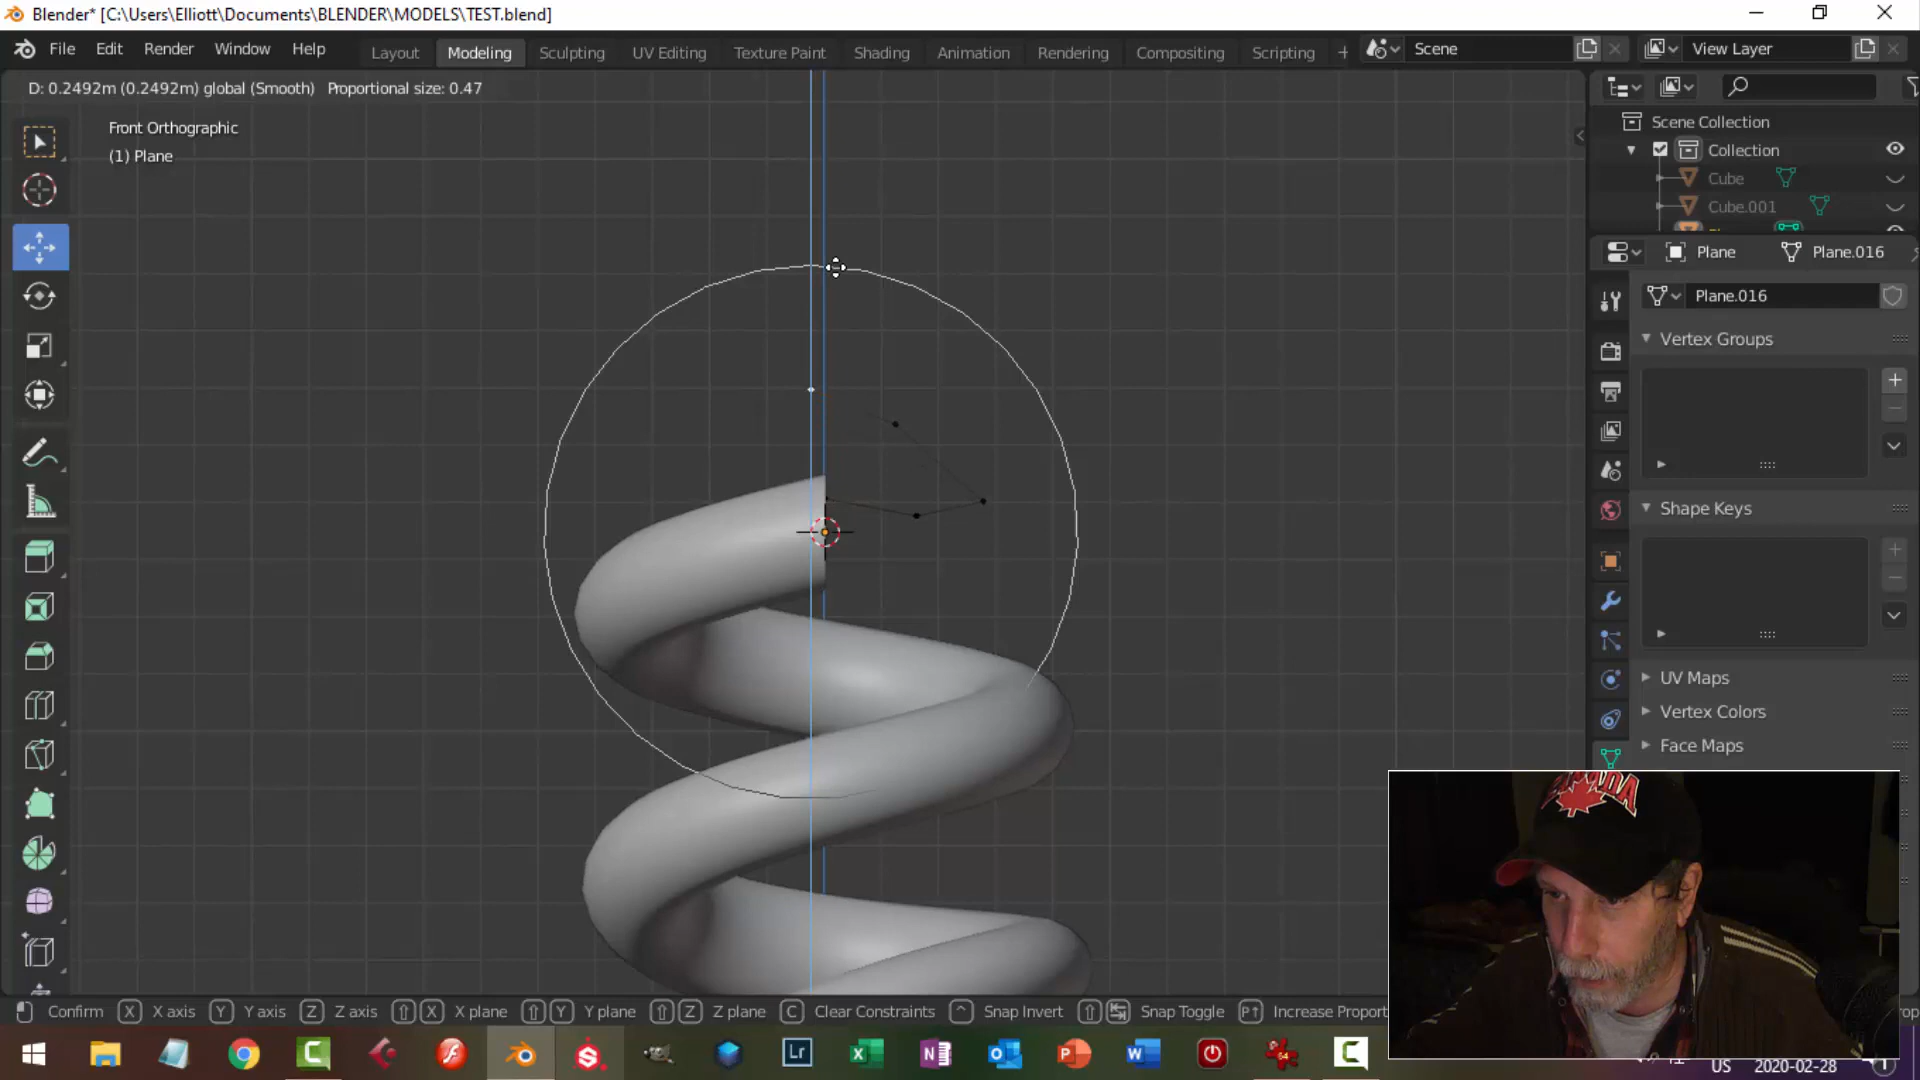 Blender* [C:\Users\Elliott\Documents\BLENDER\MODELS\TEST.blend]
File Edit Render Window Help Layout Modeling Sculpting UV Editing Texture Paint Shading Animation Rendering Compositing Scripting + Scene View Layer
D: 0.2492m (0.2492m) global (Smooth) Proportional size: 0.47
Front Orthographic
(1) Plane
Scene Collection
Collection
Cube
Cube.001
Plane Plane.016
Plane.016
Vertex Groups
Shape Keys
UV Maps
Vertex Colors
Face Maps
CANADA
Confirm X X axis Y Y axis Z Z axis X X plane Y Y plane Z Z plane C Clear Constraints Snap Invert Snap Toggle Increase Proport
Lr
US 2020-02-28